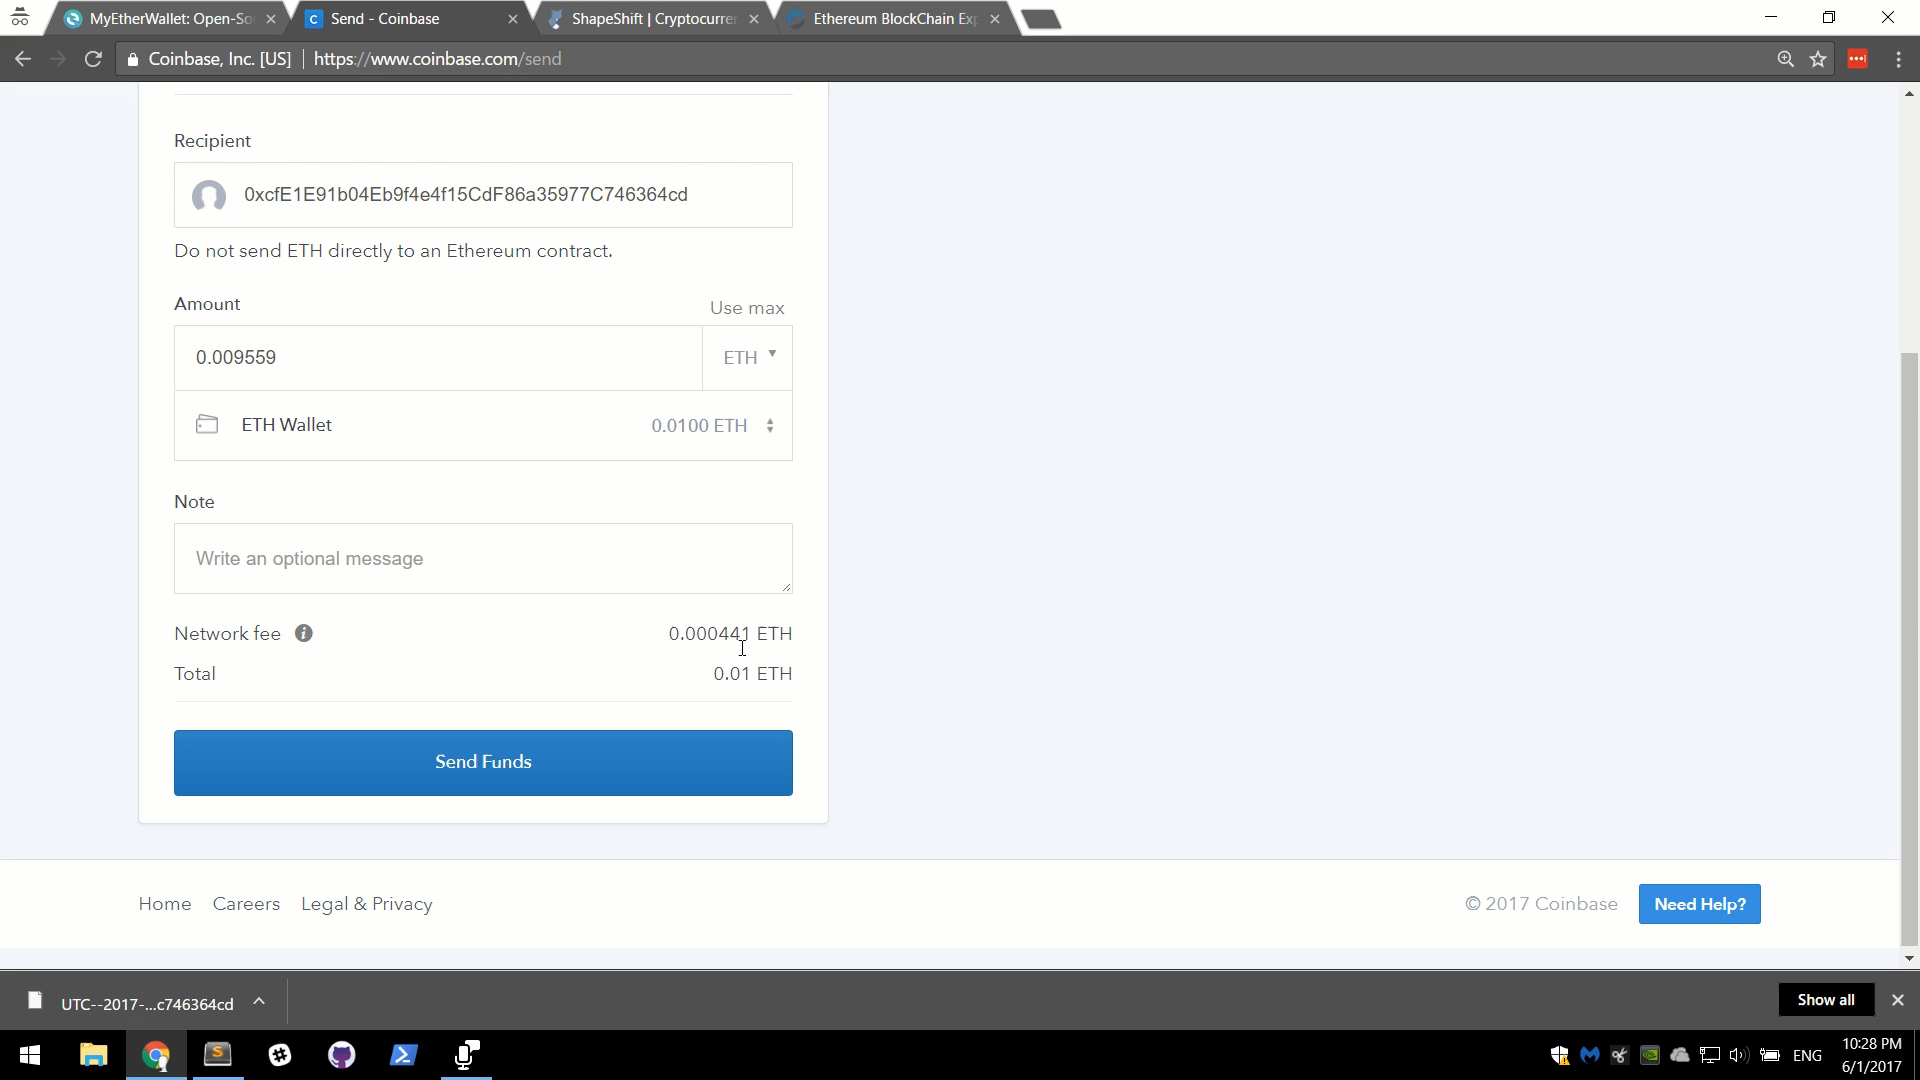 MyEtherWallet: Open-So
Send - Coinbase
ShapeShift | Cryptocurren
Ethereum BlockChain Exp
Coinbase, Inc. [US]
https://www.coinbase.com/send
Recipient
0xcfE1E91b04Eb9f4e4f15CdF86a35977C746364cd
Do not send ETH directly to an Ethereum contract.
Amount
Use max
0.009559
ETH
ETH Wallet
0.0100 ETH
Note
Write an optional message
Network fee
0.000441 ETH
Total
0.01 ETH
Send Funds
Home
Careers
Legal & Privacy
© 2017 Coinbase
Need Help?
UTC--2017-...c746364cd
Show all
ENG
10:28 PM
6/1/2017